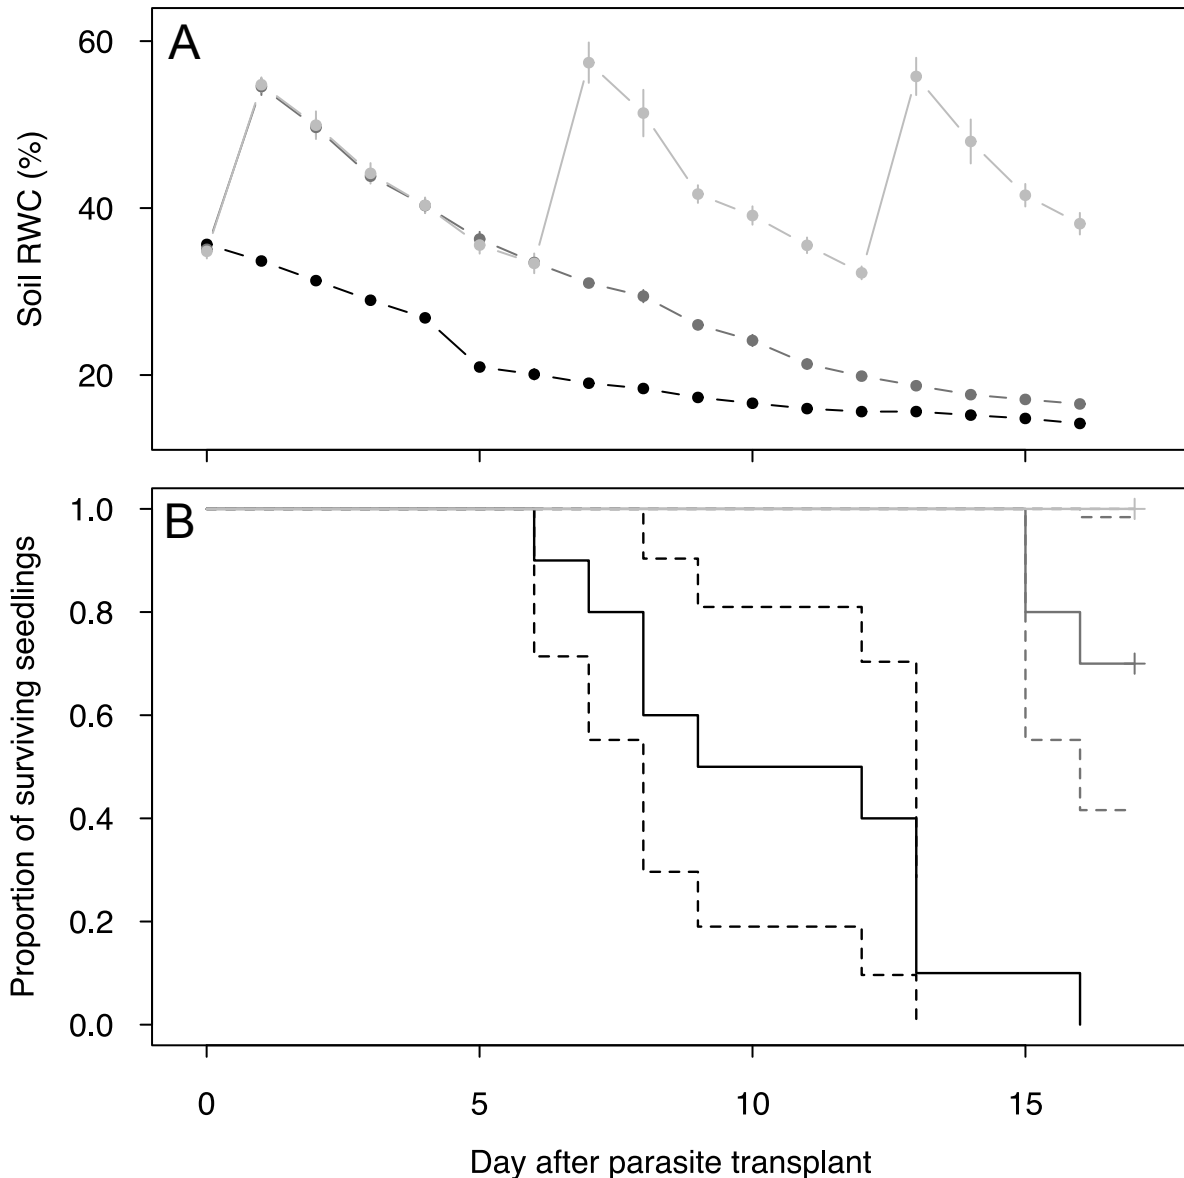 A
Soil RWC (%)
60
40
20
B
Proportion of surviving seedlings
1.0
0.8
0.6
0.4
0.2
0.0
0 5 10 15
Day after parasite transplant